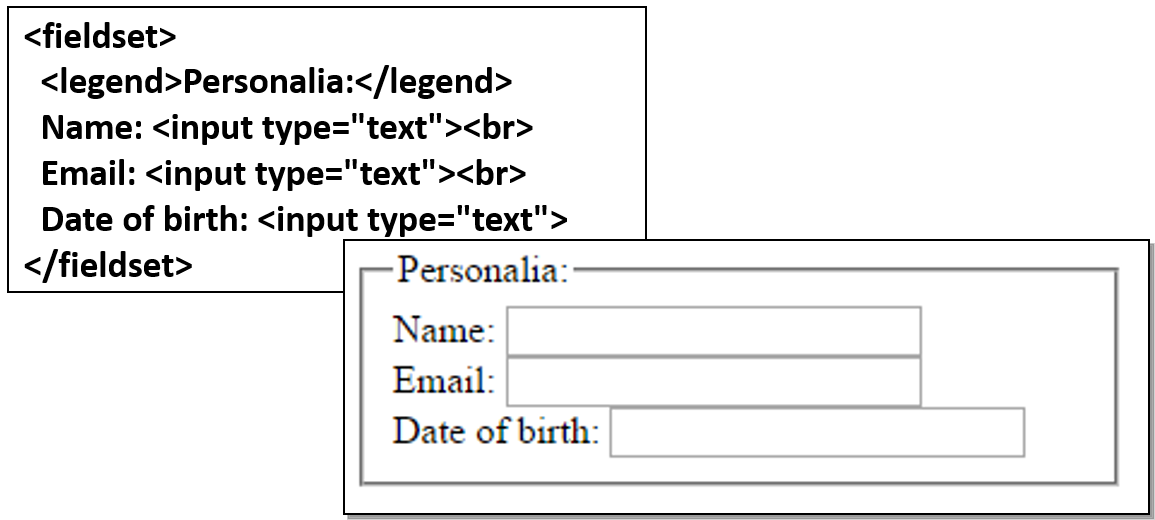 <fieldset>
<legend>Personalia:</legend>
Name: <input type="text"><br>
Email: <input type="text"><br>
Date of birth: <input type="text">
</fieldset>
Personalia:
Name:
Email:
Date of birth: